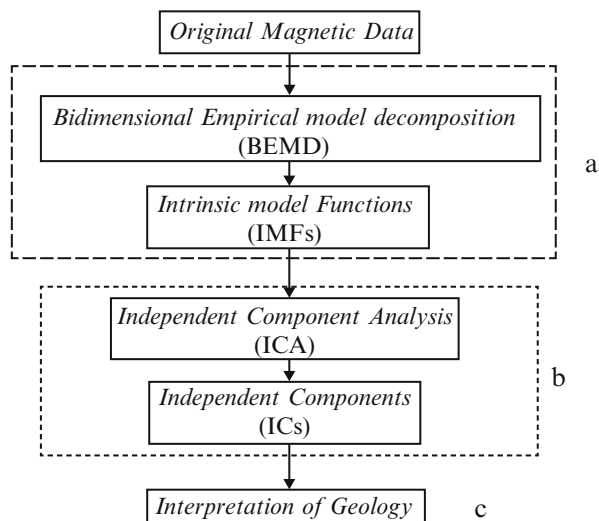 Original Magnetic Data
Bidimensional Empirical model decomposition
(BEMD)
a
Intrinsic model Functions
(IMFs)
Independent Component Analysis
(ICA)
b
Independent Components
(ICs)
Interpretation of Geology
c